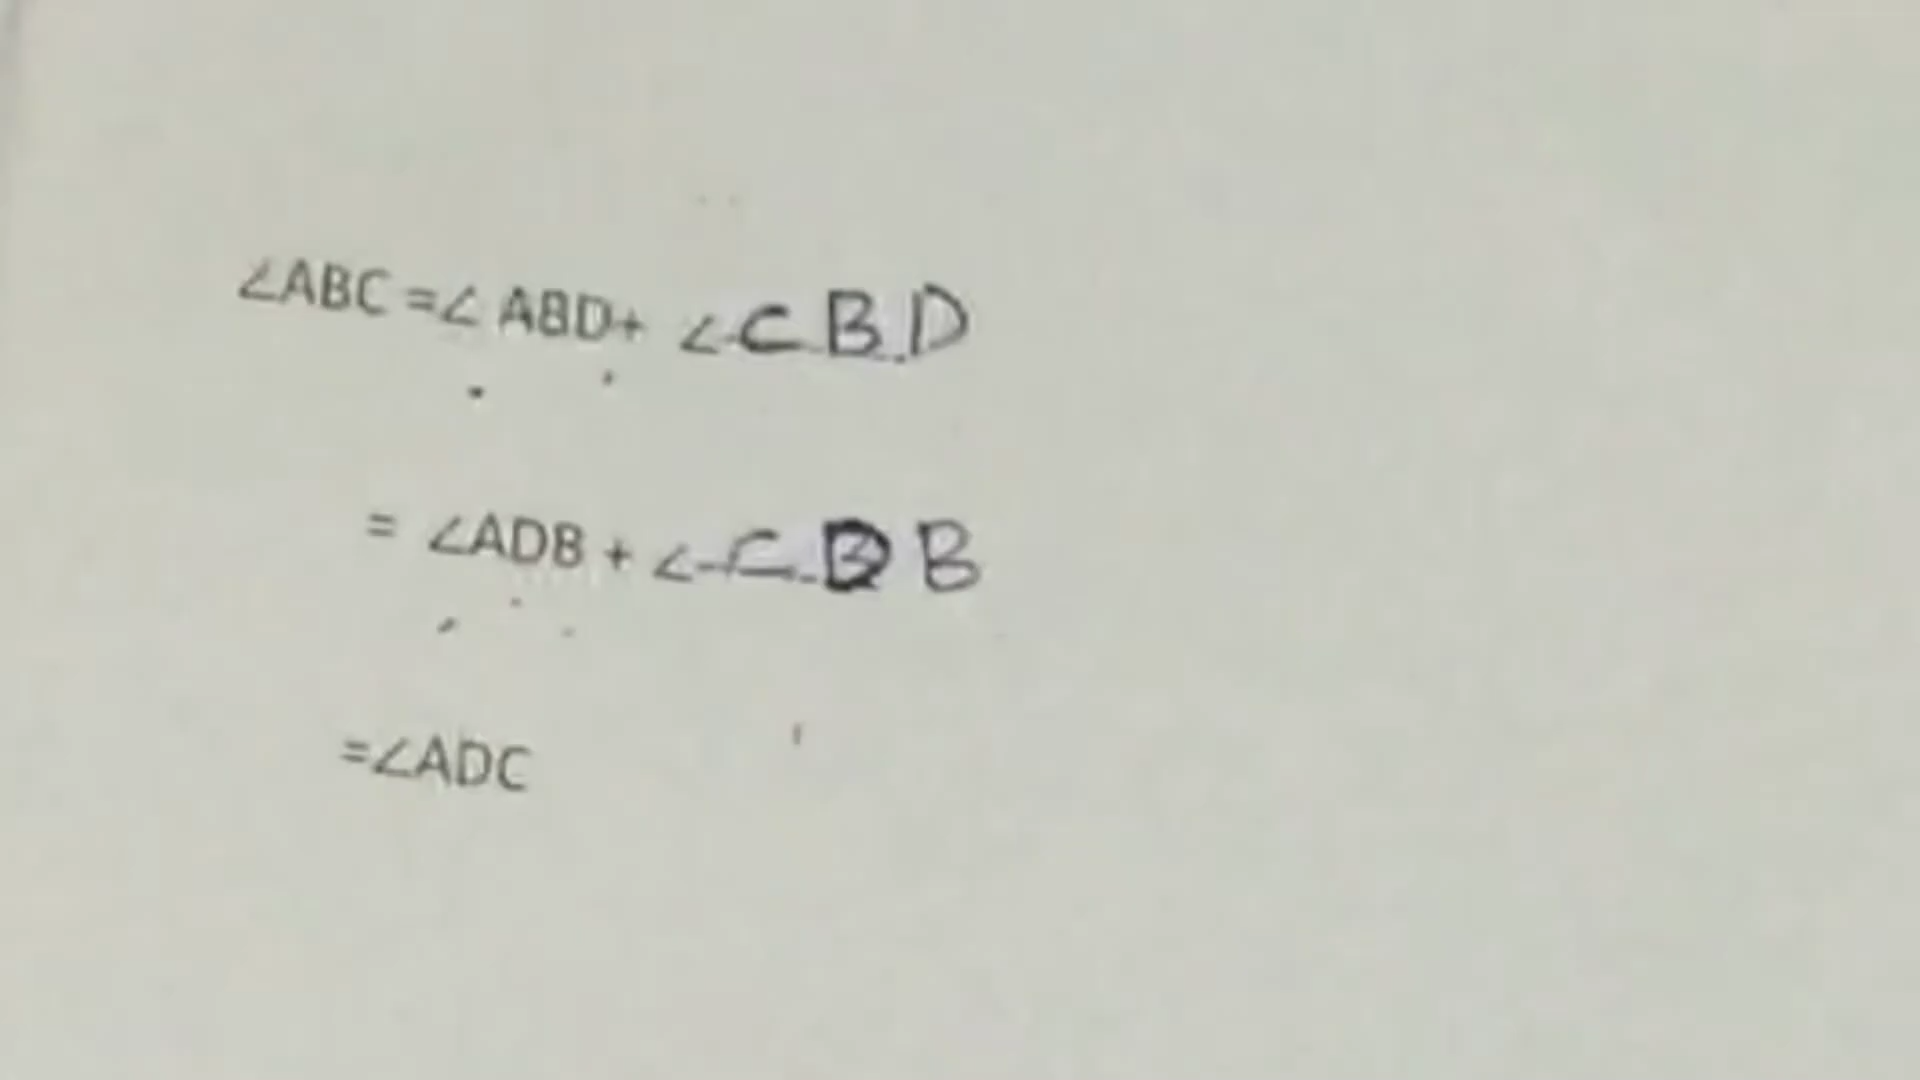 ∠ABC =∠ ABD+ ∠CBD
= ∠ADB + ∠CDB
=∠ADC